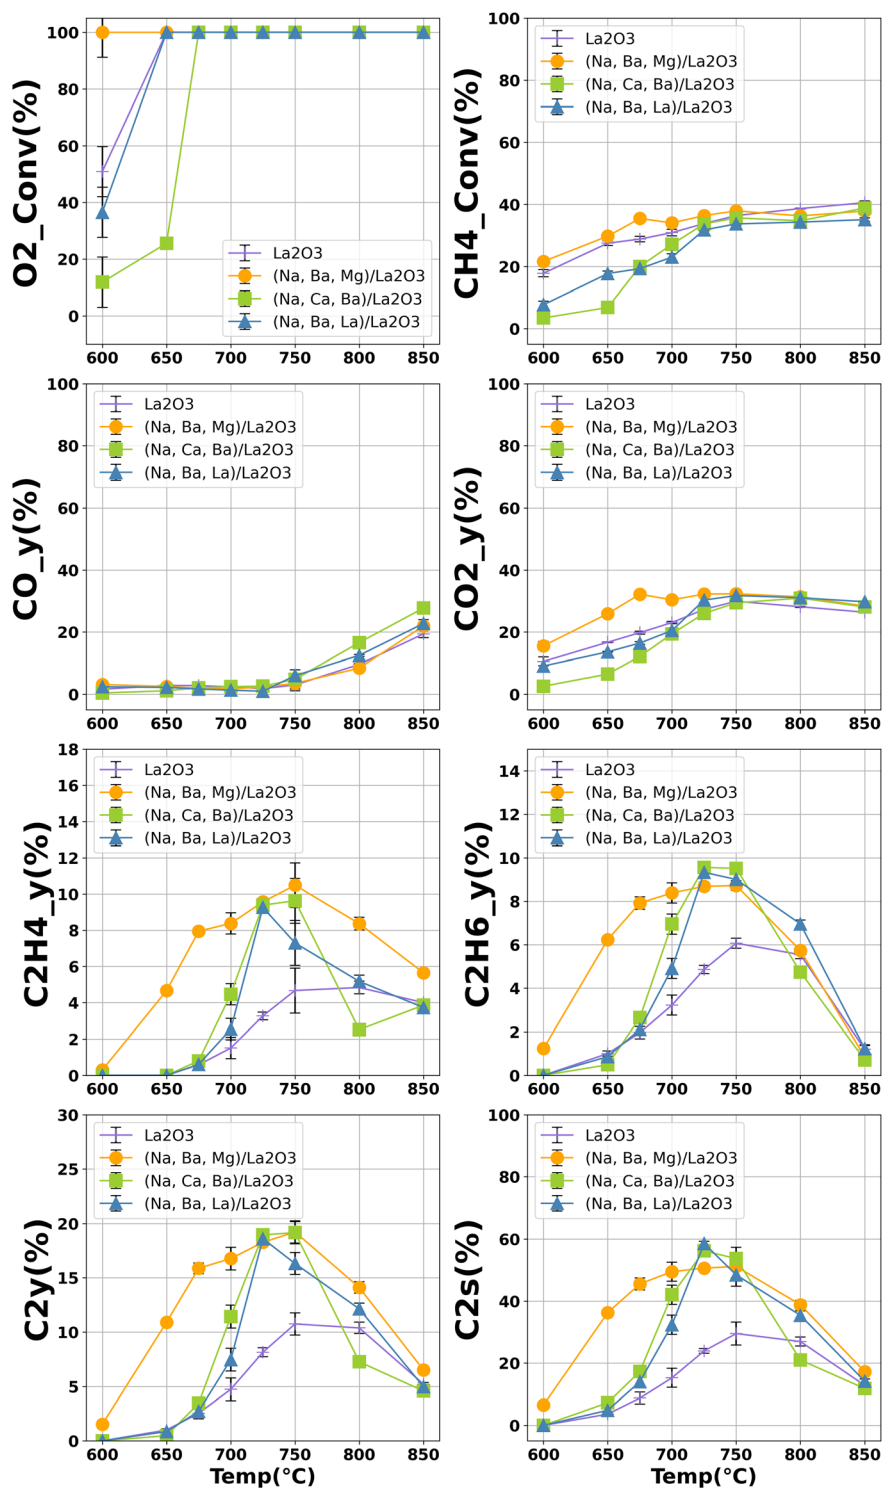 O2_Conv(%)
100
80
60
40
20
0
La2O3
(Na, Ba, Mg)/La2O3
(Na, Ca, Ba)/La2O3
(Na, Ba, La)/La2O3
600 650 700 750 800 850
CH4_Conv(%)
100
80
60
40
20
0
La2O3
(Na, Ba, Mg)/La2O3
(Na, Ca, Ba)/La2O3
(Na, Ba, La)/La2O3
600 650 700 750 800 850
CO_y(%)
100
80
60
40
20
0
La2O3
(Na, Ba, Mg)/La2O3
(Na, Ca, Ba)/La2O3
(Na, Ba, La)/La2O3
600 650 700 750 800 850
CO2_y(%)
100
80
60
40
20
0
La2O3
(Na, Ba, Mg)/La2O3
(Na, Ca, Ba)/La2O3
(Na, Ba, La)/La2O3
600 650 700 750 800 850
C2H4_y(%)
18
16
14
12
10
8
6
4
2
0
La2O3
(Na, Ba, Mg)/La2O3
(Na, Ca, Ba)/La2O3
(Na, Ba, La)/La2O3
600 650 700 750 800 850
C2H6_y(%)
14
12
10
8
6
4
2
0
La2O3
(Na, Ba, Mg)/La2O3
(Na, Ca, Ba)/La2O3
(Na, Ba, La)/La2O3
600 650 700 750 800 850
C2y(%)
30
25
20
15
10
5
0
La2O3
(Na, Ba, Mg)/La2O3
(Na, Ca, Ba)/La2O3
(Na, Ba, La)/La2O3
600 650 700 750 800 850
Temp(°C)
C2s(%)
100
80
60
40
20
0
La2O3
(Na, Ba, Mg)/La2O3
(Na, Ca, Ba)/La2O3
(Na, Ba, La)/La2O3
600 650 700 750 800 850
Temp(°C)